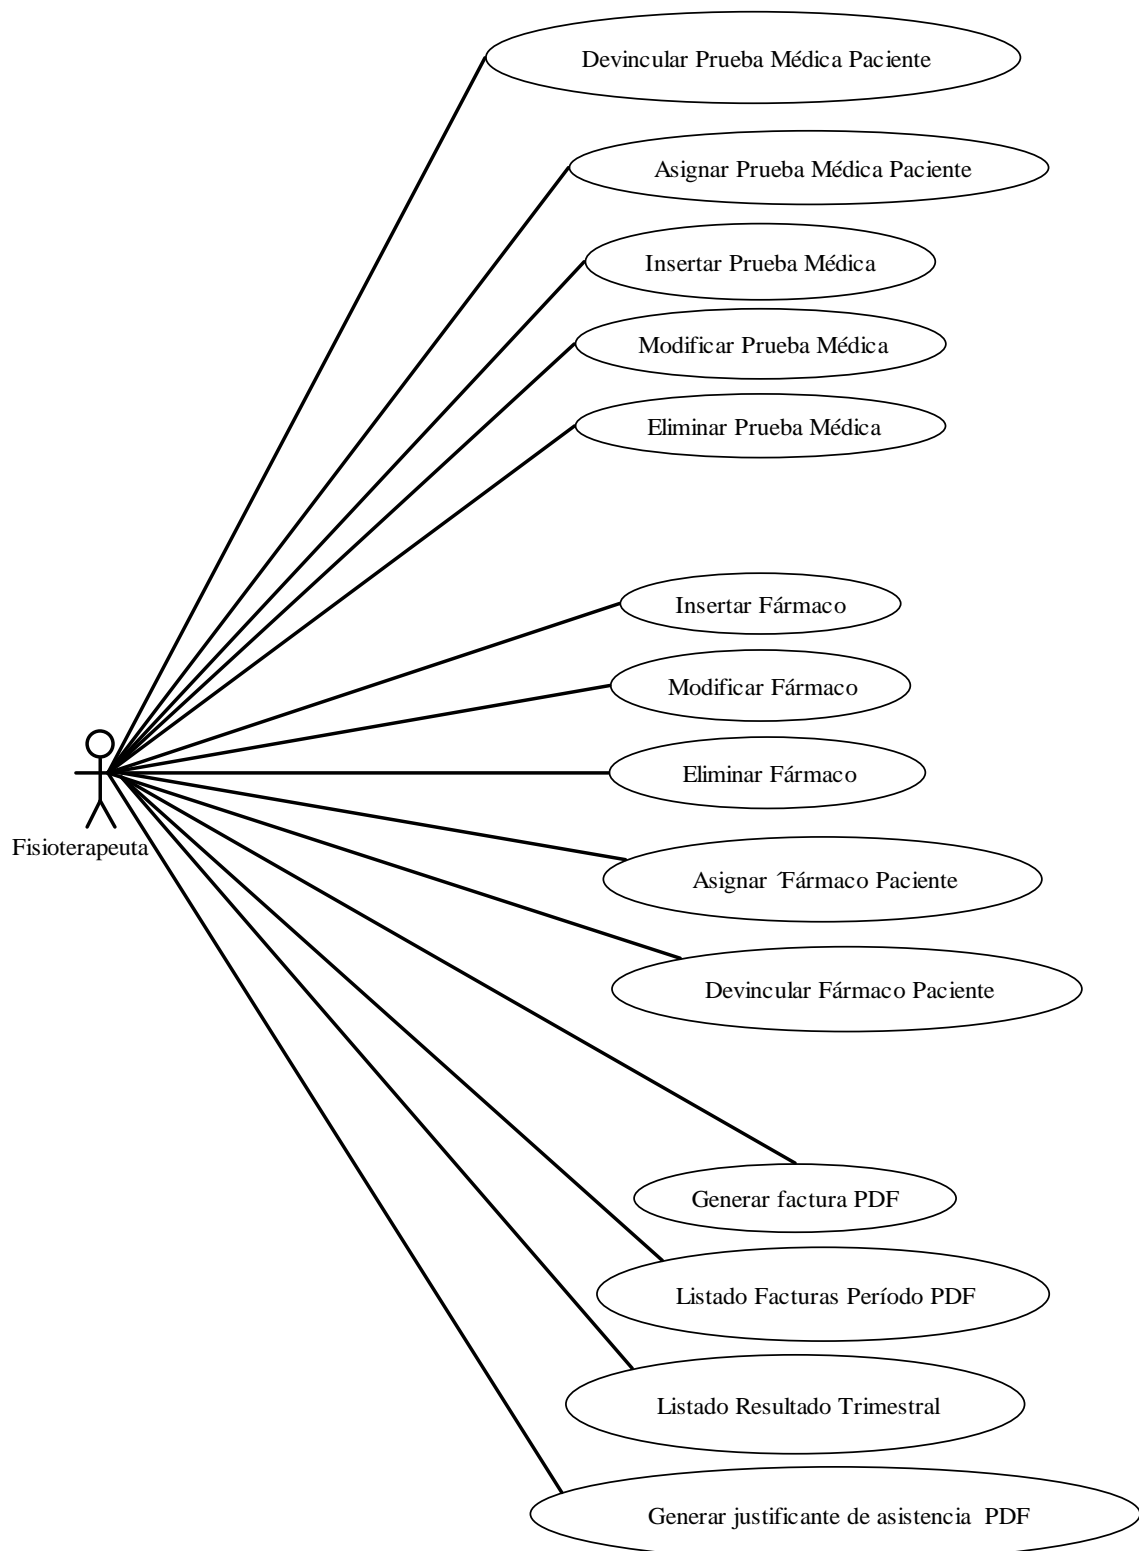 Devincular Prueba Médica Paciente
Asignar Prueba Médica Paciente
Insertar Prueba Médica
Modificar Prueba Médica
Eliminar Prueba Médica
Insertar Fármaco
Modificar Fármaco
Eliminar Fármaco
Fisioterapeuta
Asignar ´Fármaco Paciente
Devincular Fármaco Paciente
Generar factura PDF
Listado Facturas Período PDF
Listado Resultado Trimestral
Generar justificante de asistencia PDF